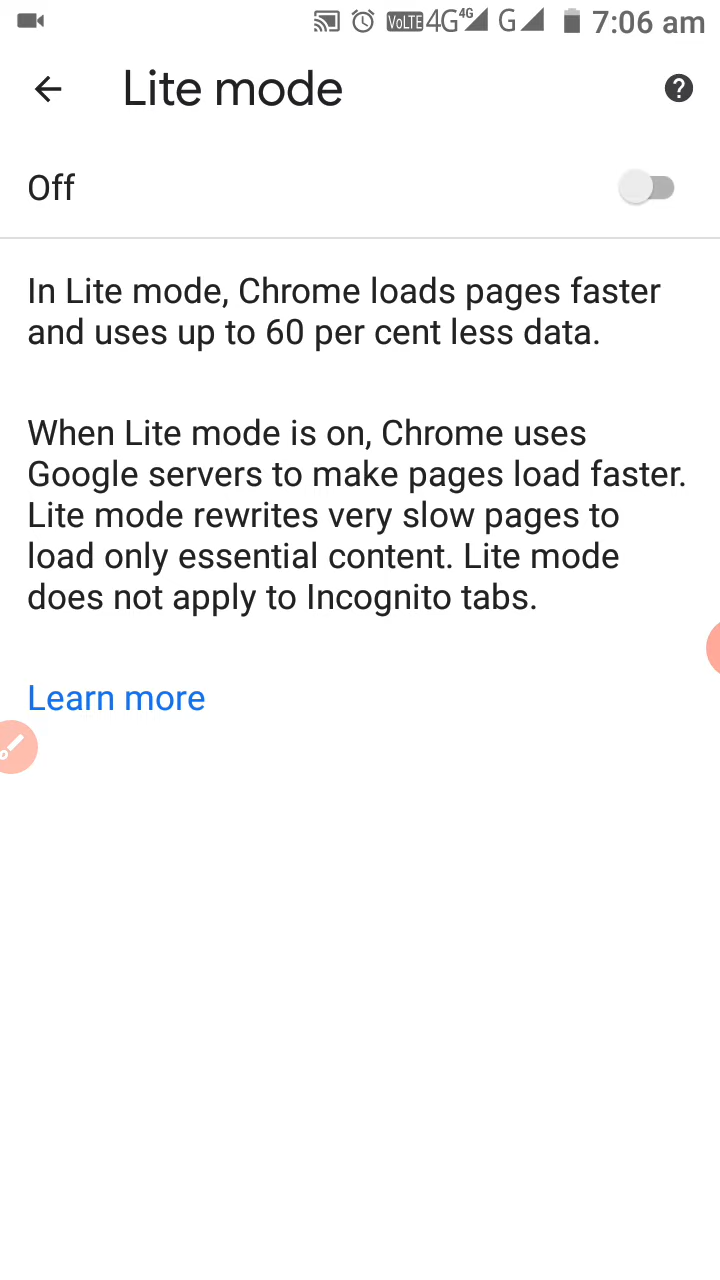 VoLTE 4G 4G G 7:06 am
Lite mode
Off
In Lite mode, Chrome loads pages faster
and uses up to 60 per cent less data.
When Lite mode is on, Chrome uses
Google servers to make pages load faster.
Lite mode rewrites very slow pages to
load only essential content. Lite mode
does not apply to Incognito tabs.
Learn more